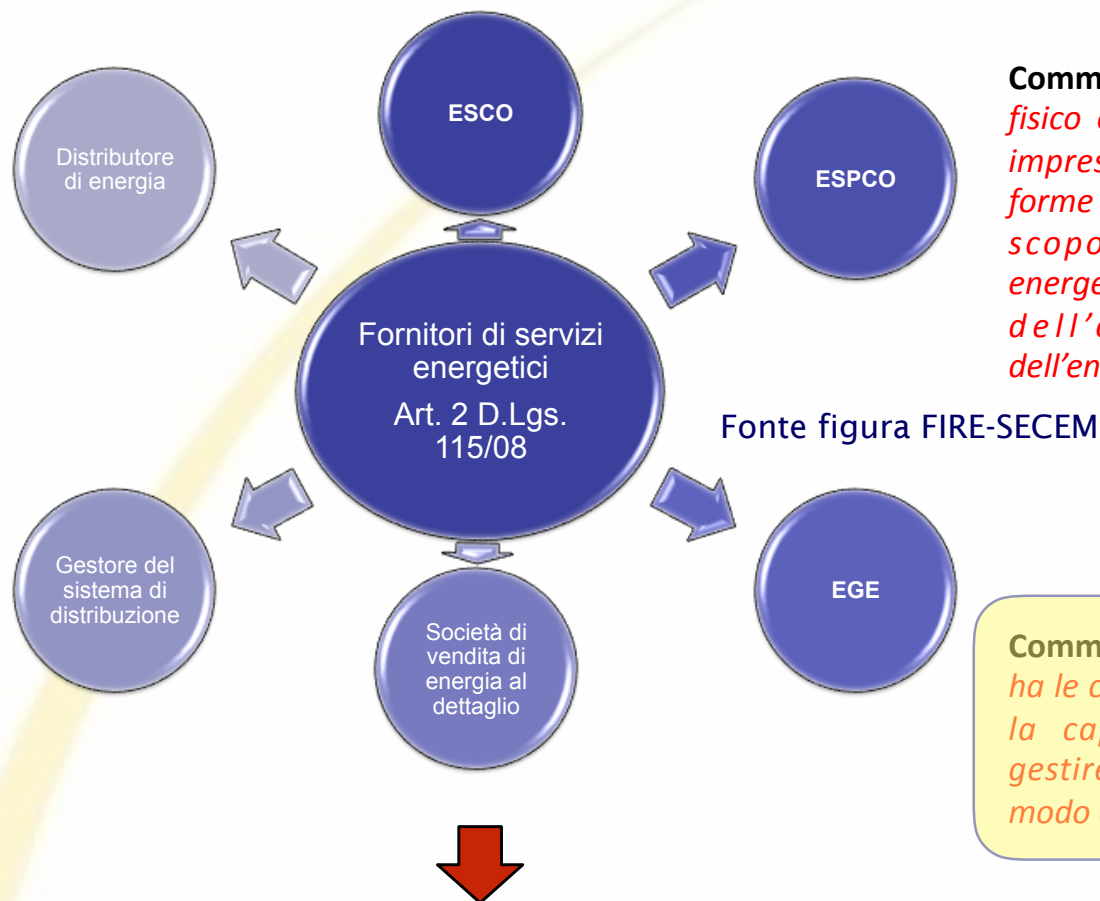 ESCO
Distributore
di energia
ESPCO
Fornitori di servizi
energetici
Art. 2 D.Lgs.
115/08
Gestore del
sistema di
distribuzione
Società di
vendita di
energia al
dettaglio
EGE
Comm
fisico
impres
forme
scopo
energe
dell'e
dell'en
Fonte figura FIRE-SECEM
Comm
ha le c
la cap
gestire
modo